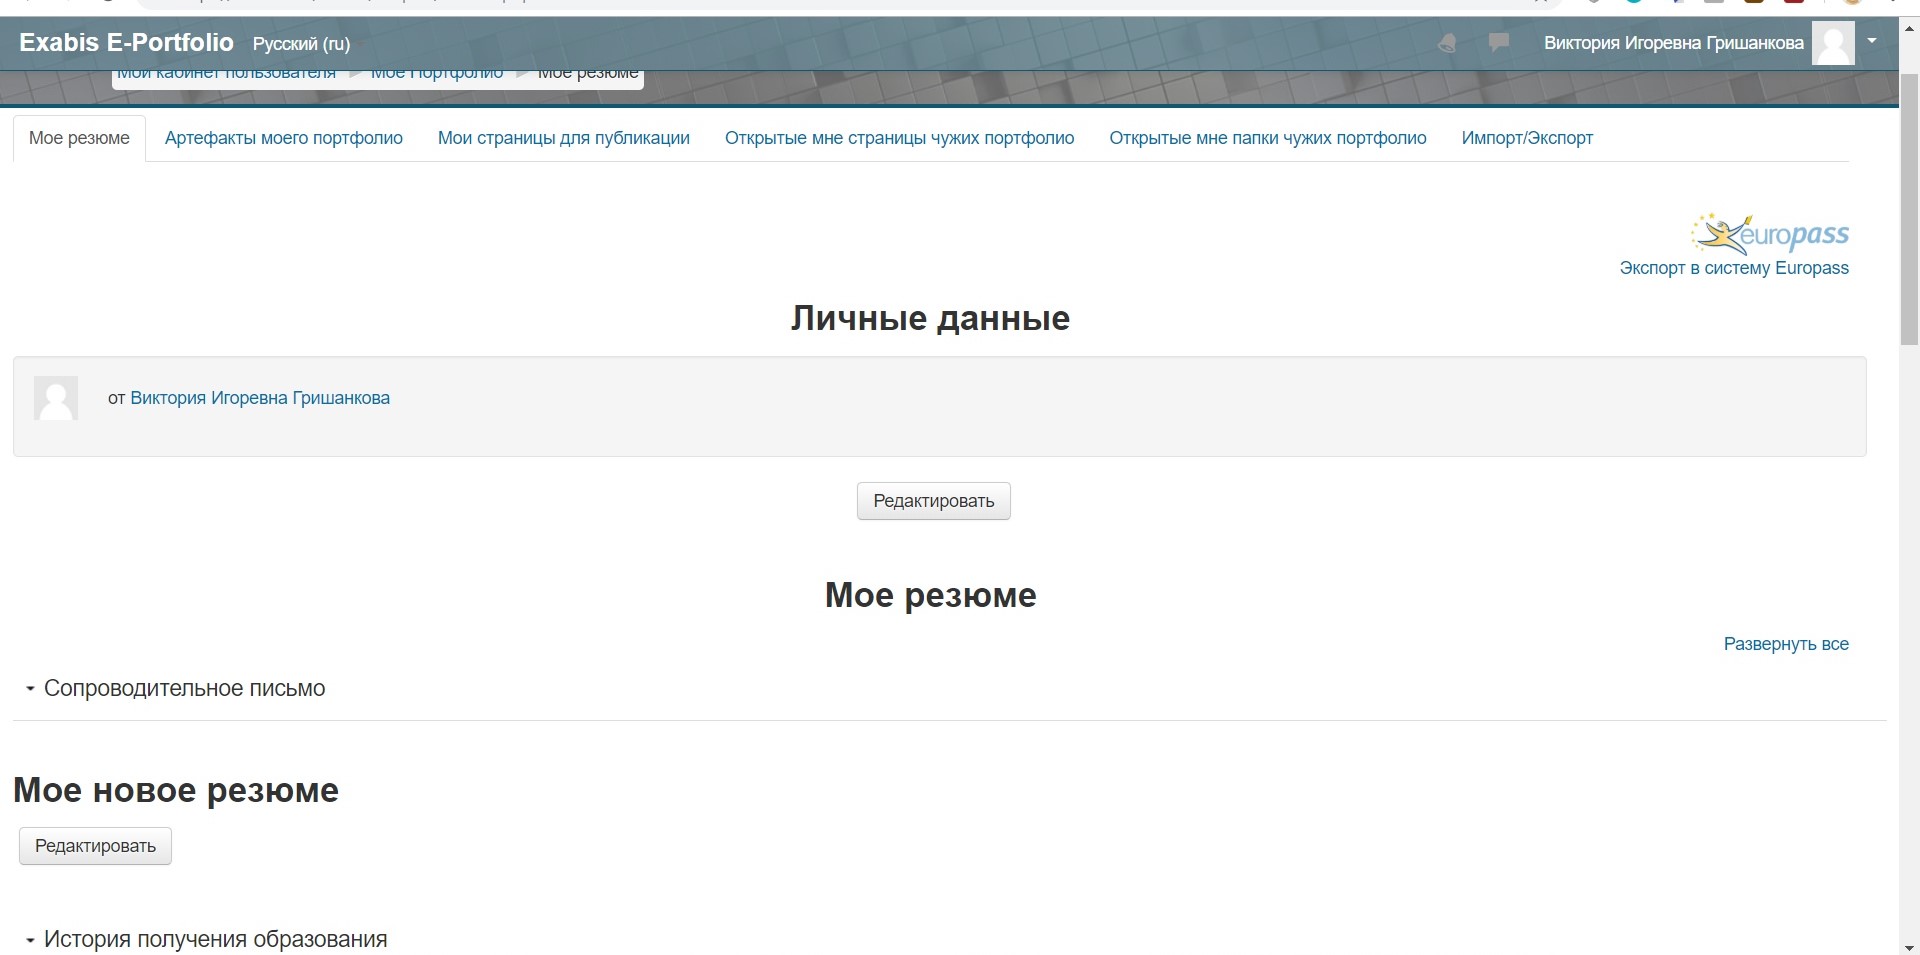 Exabis E-Portfolio Русский (ru) Виктория Игоревна Гришанкова
Мой кабинет пользователя Мое Портфолио Мое резюме
Мое резюме Артефакты моего портфолио Мои страницы для публикации Открытые мне страницы чужих портфолио Открытые мне папки чужих портфолио Импорт/Экспорт
europass
Экспорт в систему Europass
Личные данные
от Виктория Игоревна Гришанкова
Редактировать
Мое резюме
Развернуть все
Сопроводительное письмо
Мое новое резюме
Редактировать
История получения образования